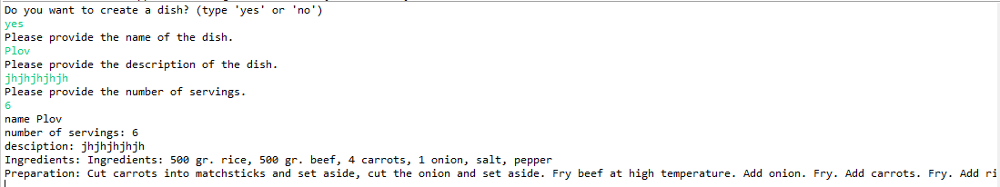 Do you want to create a dish? (type 'yes' or 'no')
yes
Please provide the name of the dish.
Plov
Please provide the description of the dish.
jhjhjhjhjh
Please provide the number of servings.
6
name Plov
number of servings: 6
desciption: jhjhjhjhjh
Ingredients: Ingredients: 500 gr. rice, 500 gr. beef, 4 carrots, 1 onion, salt, pepper
Preparation: Cut carrots into matchsticks and set aside, cut the onion and set aside. Fry beef at high temperature. Add onion. Fry. Add carrots. Fry. Add ri